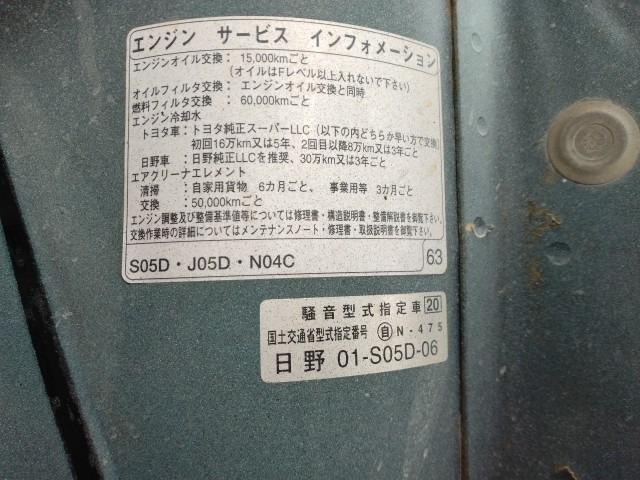 エンジン サービス インフォメーション
エンジンオイル交換： 15,000kmごと
（オイルはFレベル以上入れないで下さい）
オイルフィルタ交換： エンジンオイル交換と同時
燃料フィルタ交換 ： 60,000kmごと
エンジン冷却水
トヨタ車：トヨタ純正スーパーLLC（以下の内どちらか早い方で交換）
初回16万km又は5年、2回目以降8万km又は3年ごと
日野車 ：日野純正LLCを推奨、30万km又は3年ごと
エアクリーナエレメント
清掃 ： 自家用貨物 6カ月ごと、 事業用等 3カ月ごと
交換 ： 50,000kmごと
エンジン調整及び整備基準値等については修理書・構造説明書・整備解説書を御覧下さい。
交換作業時の詳細についてはメンテナンスノート・修理書・取扱説明書を御覧下さい。
S05D・J05D・N04C 63
騒音型式指定車 20
国土交通省型式指定番号 自 N-475
日野 01-S05D-06